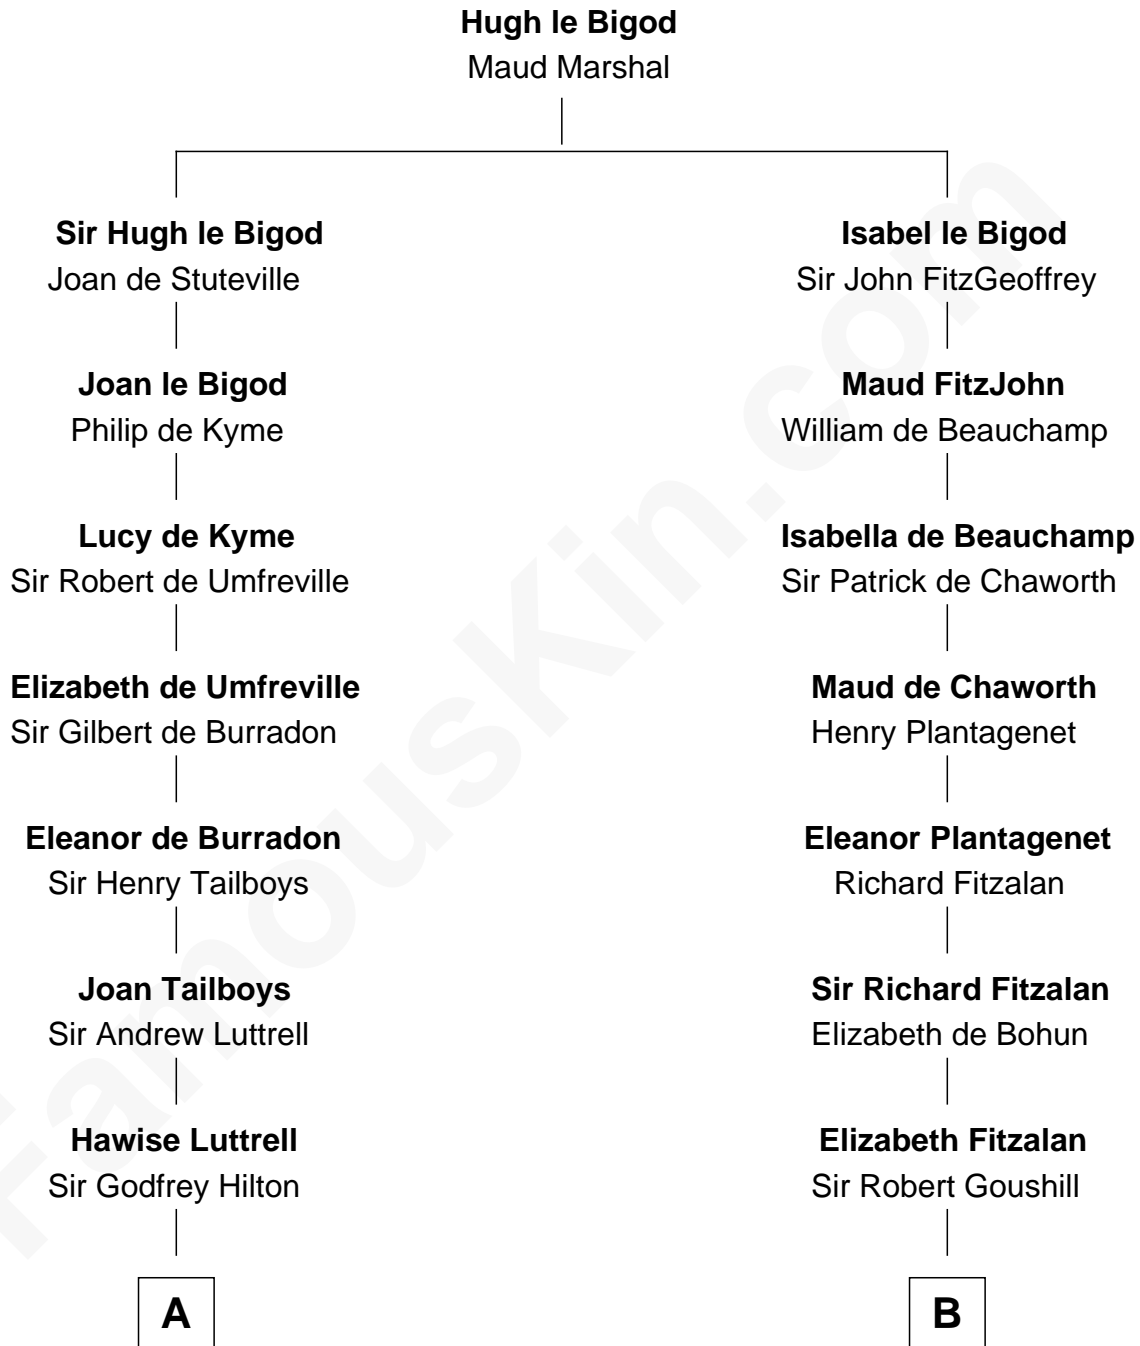 Hugh le Bigod
Maud Marshal
Sir Hugh le Bigod
Joan de Stuteville
Isabel le Bigod
Sir John FitzGeoffrey
Joan le Bigod
Philip de Kyme
Maud FitzJohn
William de Beauchamp
Lucy de Kyme
Sir Robert de Umfreville
Isabella de Beauchamp
Sir Patrick de Chaworth
Elizabeth de Umfreville
Sir Gilbert de Burradon
Maud de Chaworth
Henry Plantagenet
Eleanor de Burradon
Sir Henry Tailboys
Eleanor Plantagenet
Richard Fitzalan
Joan Tailboys
Sir Andrew Luttrell
Sir Richard Fitzalan
Elizabeth de Bohun
Hawise Luttrell
Sir Godfrey Hilton
Elizabeth Fitzalan
Sir Robert Goushill
A
B
FamousKin.com